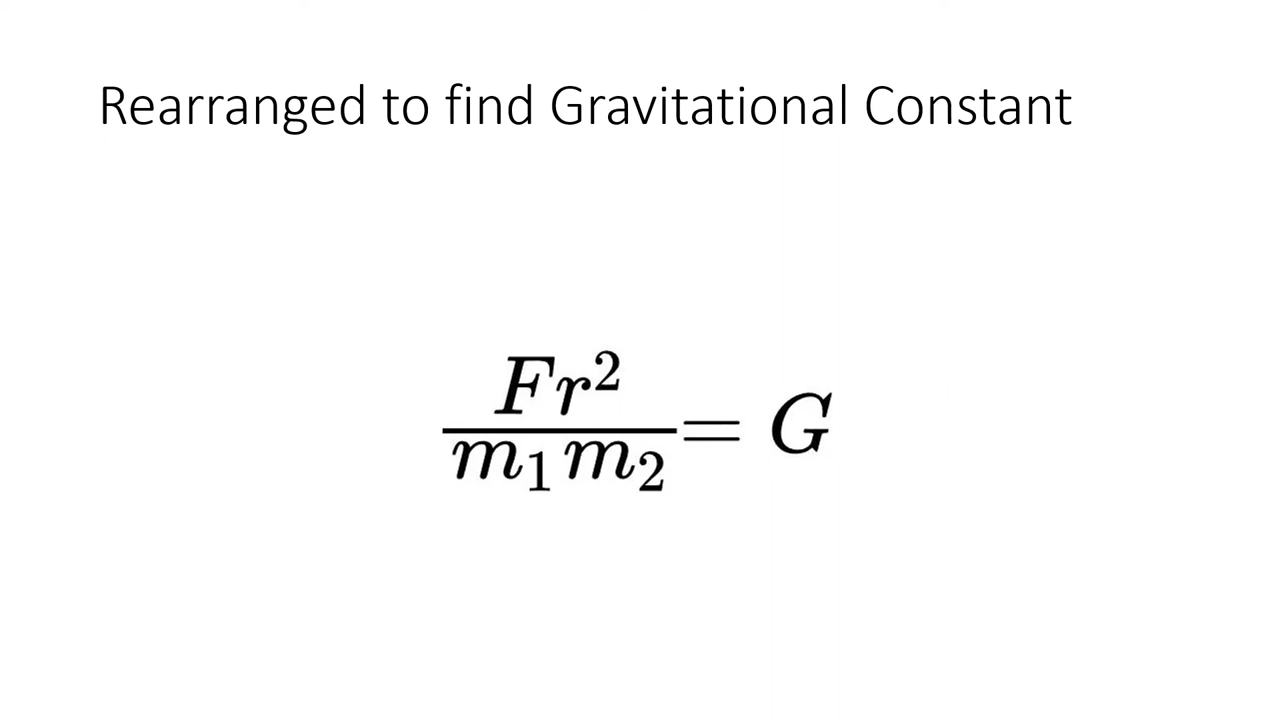 Rearranged to find Gravitational Constant
Fr²
m₁m₂ = G